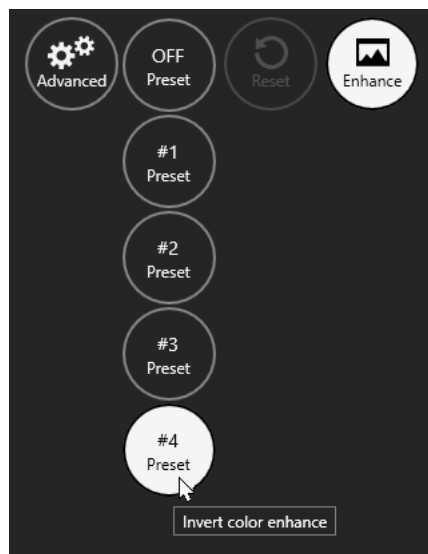 Advanced
OFF
Preset
Reset
Enhance
#1
Preset
#2
Preset
#3
Preset
#4
Preset
Invert color enhance